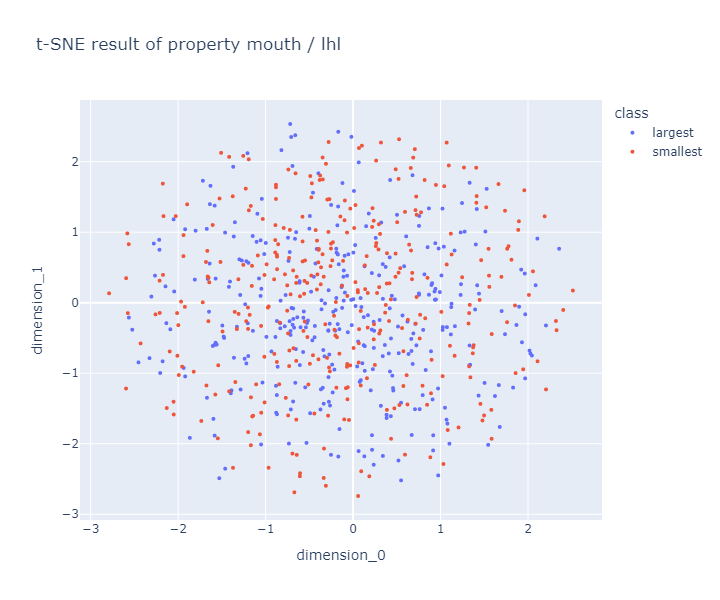 t-SNE result of property mouth / lhl
class
largest
smallest
2
1
0
−1
−2
−3
dimension_1
−3
−2
−1
0
1
2
dimension_0